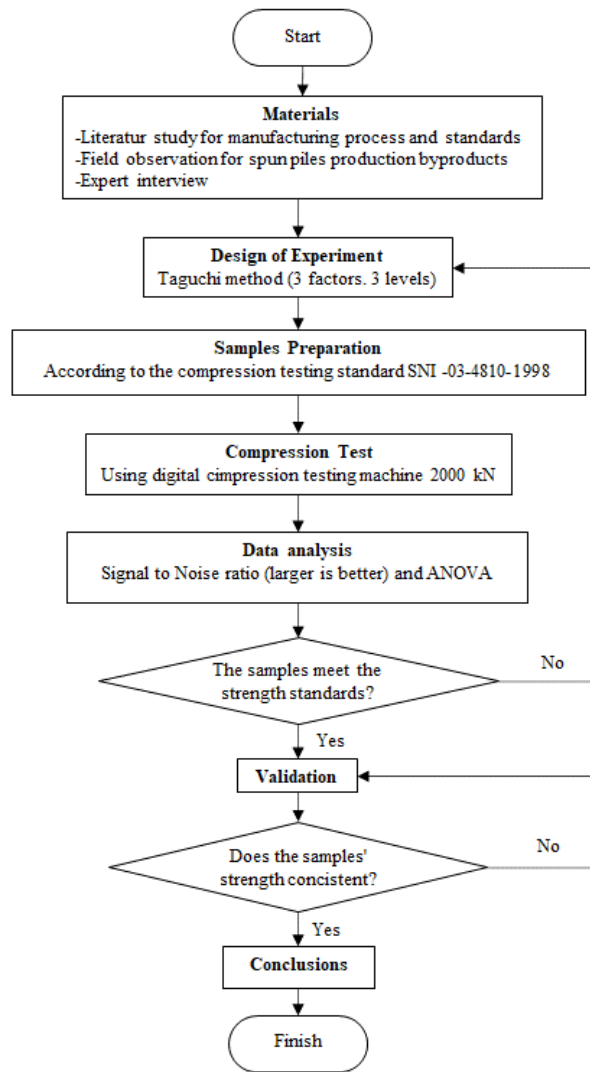 Start
Materials
-Literatur study for manufacturing process and standards
-Field observation for spun piles production byproducts
-Expert interview
Design of Experiment
Taguchi method (3 factors. 3 levels)
Samples Preparation
According to the compression testing standard SNI -03-4810-1998
Compression Test
Using digital cimpression testing machine 2000 kN
Data analysis
Signal to Noise ratio (larger is better) and ANOVA
The samples meet the
strength standards?
No
Yes
Validation
Does the samples'
strength concistent?
No
Yes
Conclusions
Finish